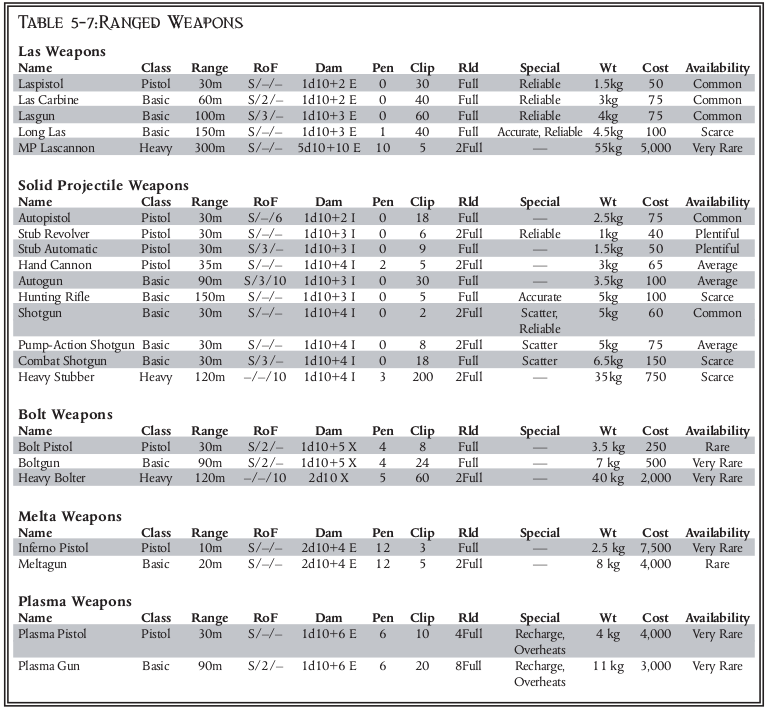 TABLE 5-7:RANGED WEAPONS
Las Weapons
Name Class Range RoF Dam Pen Clip Rld Special Wt Cost Availability
Laspistol Pistol 30m S/–/– 1d10+2 E 0 30 Full Reliable 1.5kg 50 Common
Las Carbine Basic 60m S/2/– 1d10+2 E 0 40 Full Reliable 3kg 75 Common
Lasgun Basic 100m S/3/– 1d10+3 E 0 60 Full Reliable 4kg 75 Common
Long Las Basic 150m S/–/– 1d10+3 E 1 40 Full Accurate, Reliable 4.5kg 100 Scarce
MP Lascannon Heavy 300m S/–/– 5d10+10 E 10 5 2Full — 55kg 5,000 Very Rare
Solid Projectile Weapons
Name Class Range RoF Dam Pen Clip Rld Special Wt Cost Availability
Autopistol Pistol 30m S/–/6 1d10+2 I 0 18 Full — 2.5kg 75 Common
Stub Revolver Pistol 30m S/–/– 1d10+3 I 0 6 2Full Reliable 1kg 40 Plentiful
Stub Automatic Pistol 30m S/3/– 1d10+3 I 0 9 Full — 1.5kg 50 Plentiful
Hand Cannon Pistol 35m S/–/– 1d10+4 I 2 5 2Full — 3kg 65 Average
Autogun Basic 90m S/3/10 1d10+3 I 0 30 Full — 3.5kg 100 Average
Hunting Rifle Basic 150m S/–/– 1d10+3 I 0 5 Full Accurate 5kg 100 Scarce
Shotgun Basic 30m S/–/– 1d10+4 I 0 2 2Full Scatter, 5kg 60 Common
Reliable
Pump-Action Shotgun Basic 30m S/–/– 1d10+4 I 0 8 2Full Scatter 5kg 75 Average
Combat Shotgun Basic 30m S/3/– 1d10+4 I 0 18 Full Scatter 6.5kg 150 Scarce
Heavy Stubber Heavy 120m –/–/10 1d10+4 I 3 200 2Full — 35kg 750 Scarce
Bolt Weapons
Name Class Range RoF Dam Pen Clip Rld Special Wt Cost Availability
Bolt Pistol Pistol 30m S/2/– 1d10+5 X 4 8 Full — 3.5 kg 250 Rare
Boltgun Basic 90m S/2/– 1d10+5 X 4 24 Full — 7 kg 500 Very Rare
Heavy Bolter Heavy 120m –/–/10 2d10 X 5 60 2Full — 40 kg 2,000 Very Rare
Melta Weapons
Name Class Range RoF Dam Pen Clip Rld Special Wt Cost Availability
Inferno Pistol Pistol 10m S/–/– 2d10+4 E 12 3 Full — 2.5 kg 7,500 Very Rare
Meltagun Basic 20m S/–/– 2d10+4 E 12 5 2Full — 8 kg 4,000 Rare
Plasma Weapons
Name Class Range RoF Dam Pen Clip Rld Special Wt Cost Availability
Plasma Pistol Pistol 30m S/–/– 1d10+6 E 6 10 4Full Recharge, 4 kg 4,000 Very Rare
Overheats
Plasma Gun Basic 90m S/2/– 1d10+6 E 6 20 8Full Recharge, 11 kg 3,000 Very Rare
Overheats